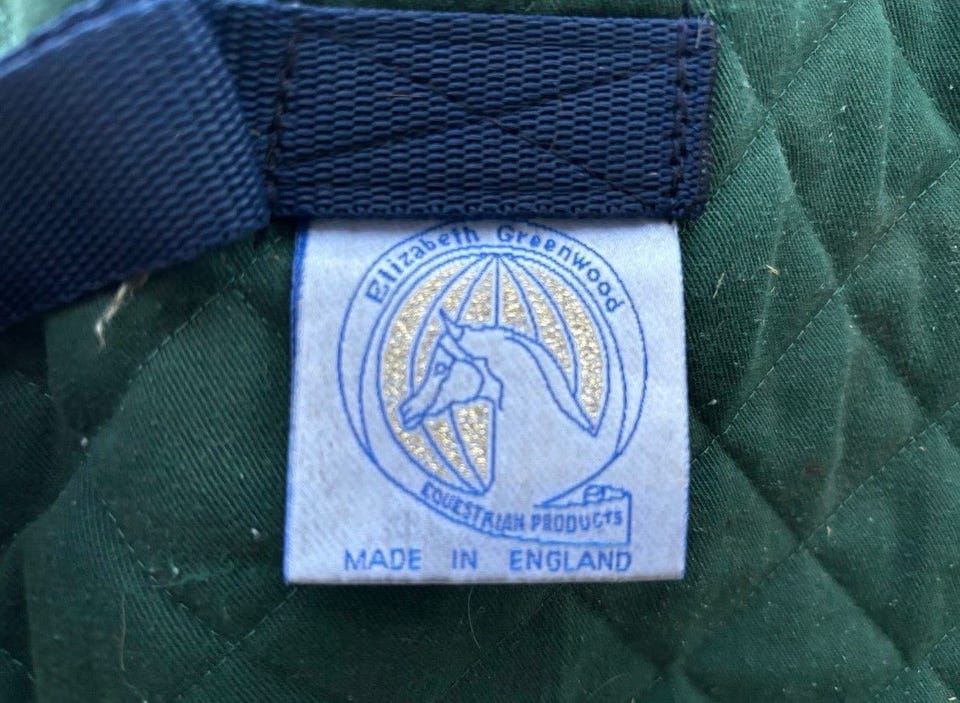 Elizabeth Greenwood
EQUESTRIAN PRODUCTS
MADE IN ENGLAND